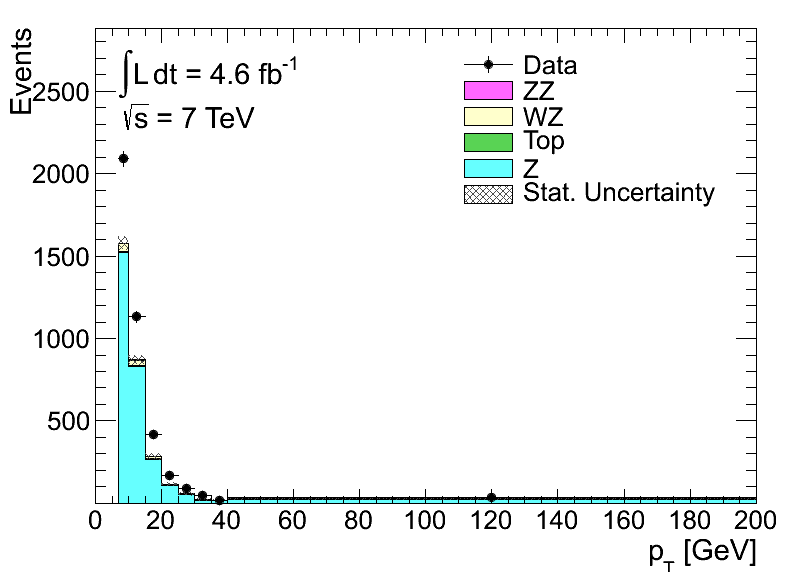 Events
∫L dt = 4.6 fb⁻¹
√s = 7 TeV
Data
ZZ
WZ
Top
Z
Stat. Uncertainty
2500
2000
1500
1000
500
0 20 40 60 80 100 120 140 160 180 200
p_T [GeV]